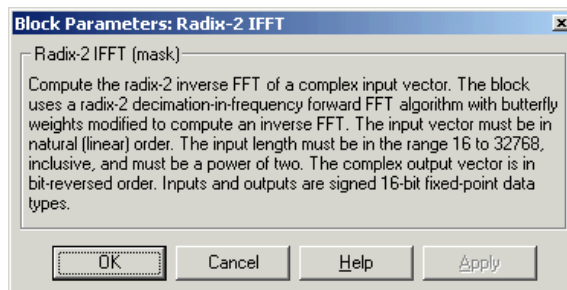 Block Parameters: Radix-2 IFFT
Radix-2 IFFT (mask)
Compute the radix-2 inverse FFT of a complex input vector. The block
uses a radix-2 decimation-in-frequency forward FFT algorithm with butterfly
weights modified to compute an inverse FFT. The input vector must be in
natural (linear) order. The input length must be in the range 16 to 32768,
inclusive, and must be a power of two. The complex output vector is in
bit-reversed order. Inputs and outputs are signed 16-bit fixed-point data
types.
OK Cancel Help Apply